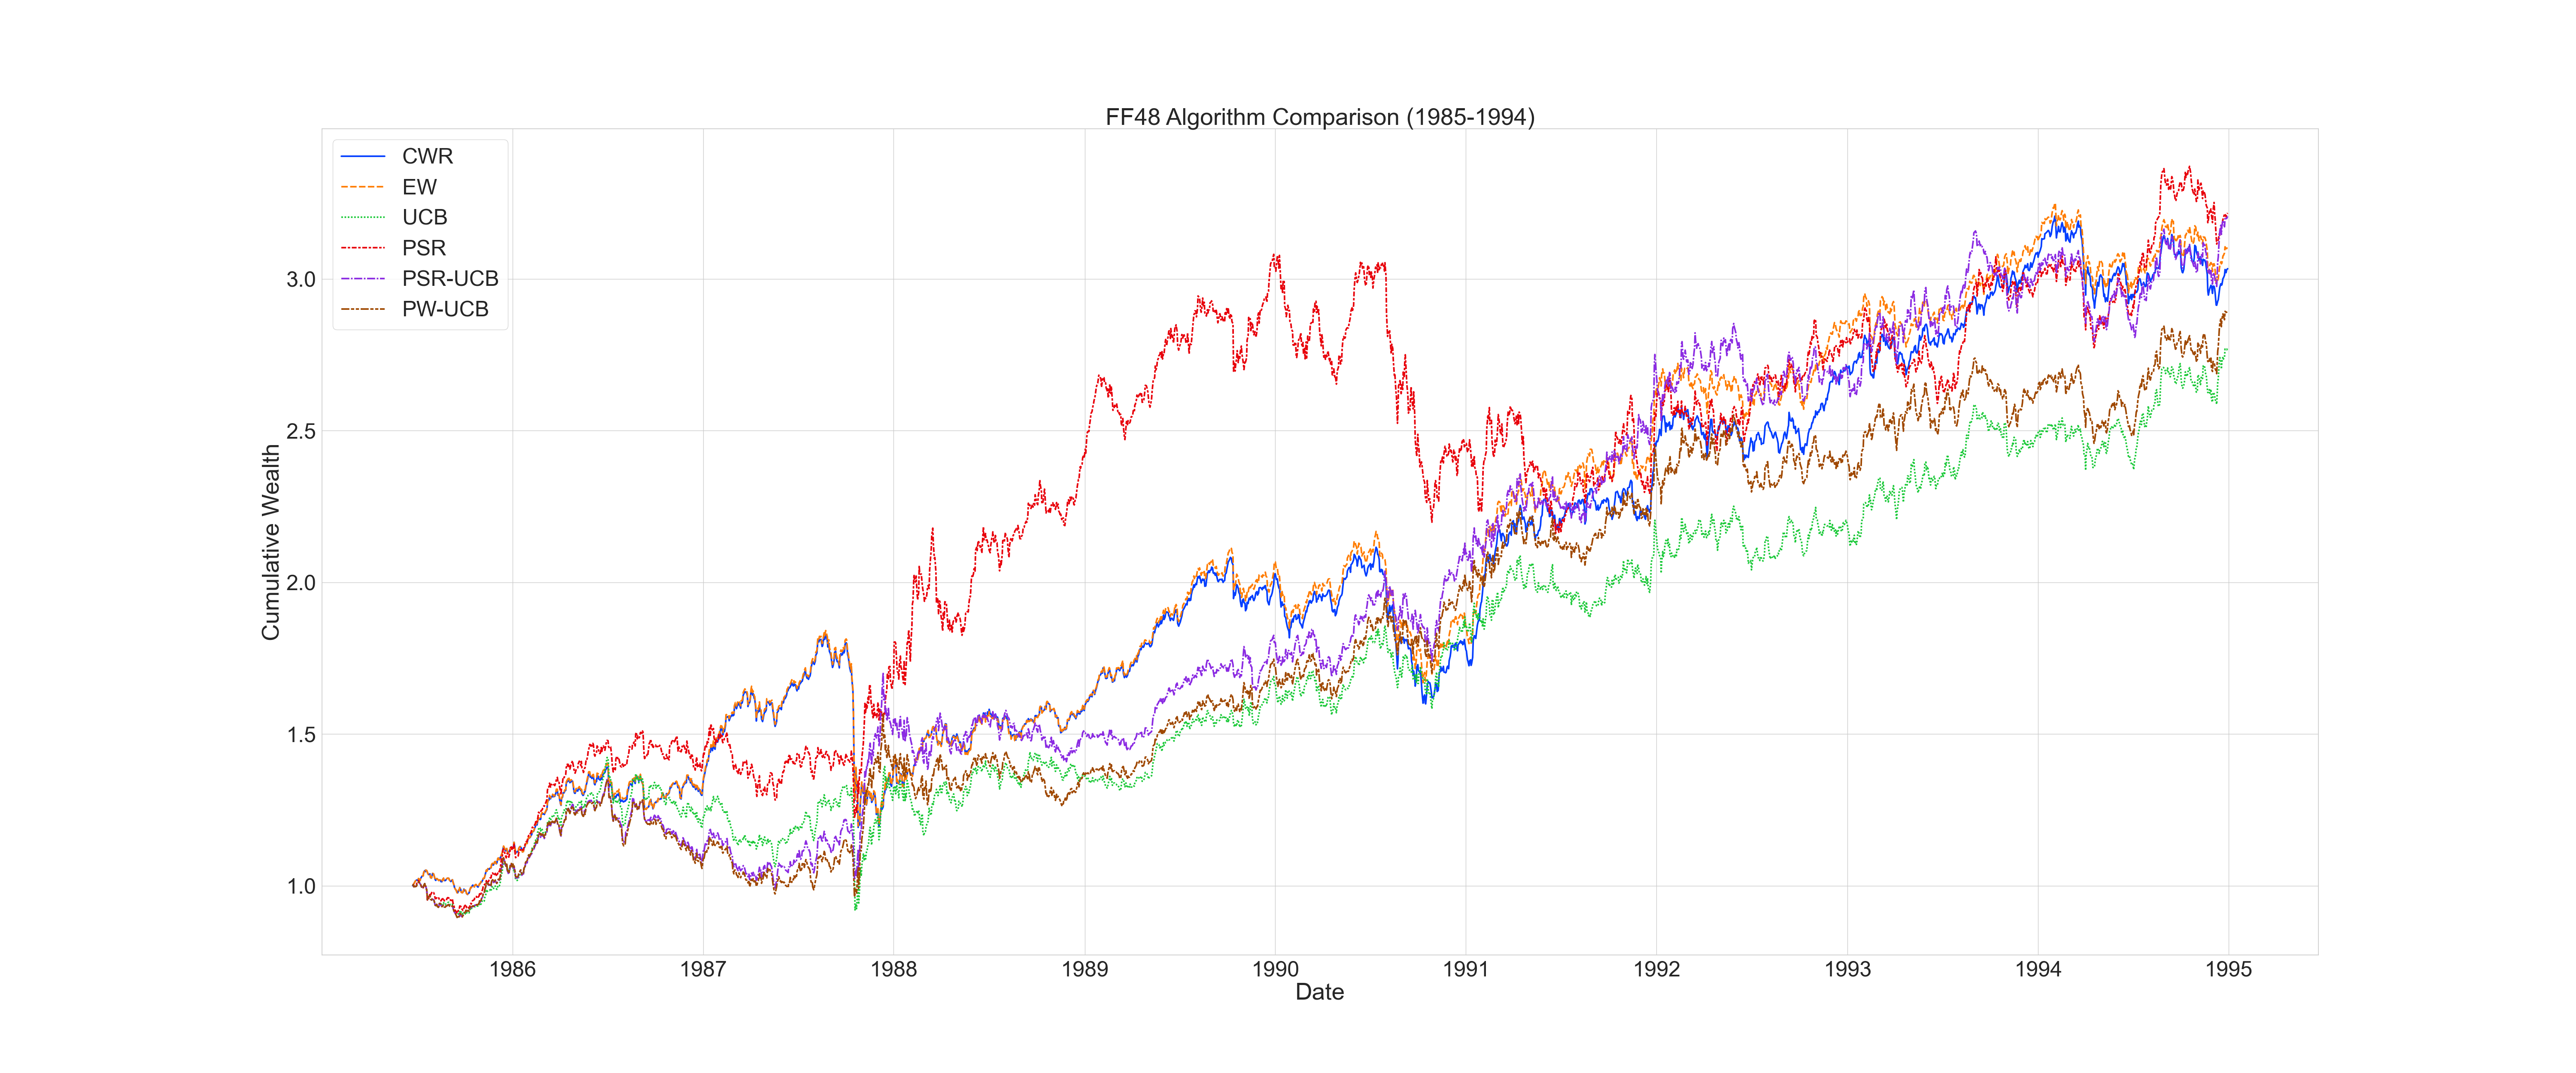 FF48 Algorithm Comparison (1985-1994)
CWR
EW
UCB
PSR
PSR-UCB
PW-UCB
Cumulative Wealth
3.0
2.5
2.0
1.5
1.0
1986 1987 1988 1989 1990 1991 1992 1993 1994 1995
Date